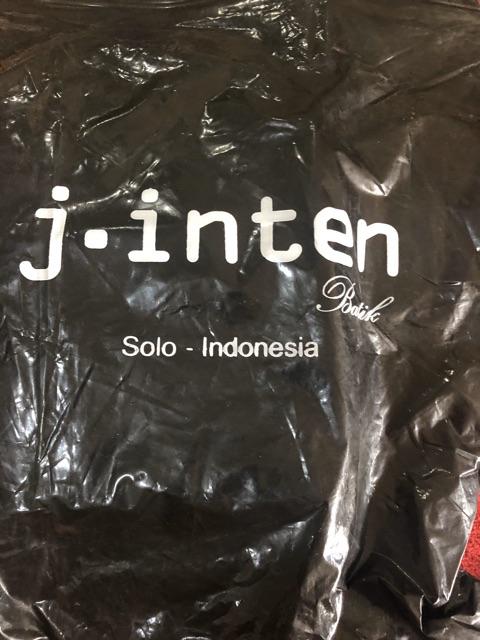 j.inten
Batik
Solo - Indonesia